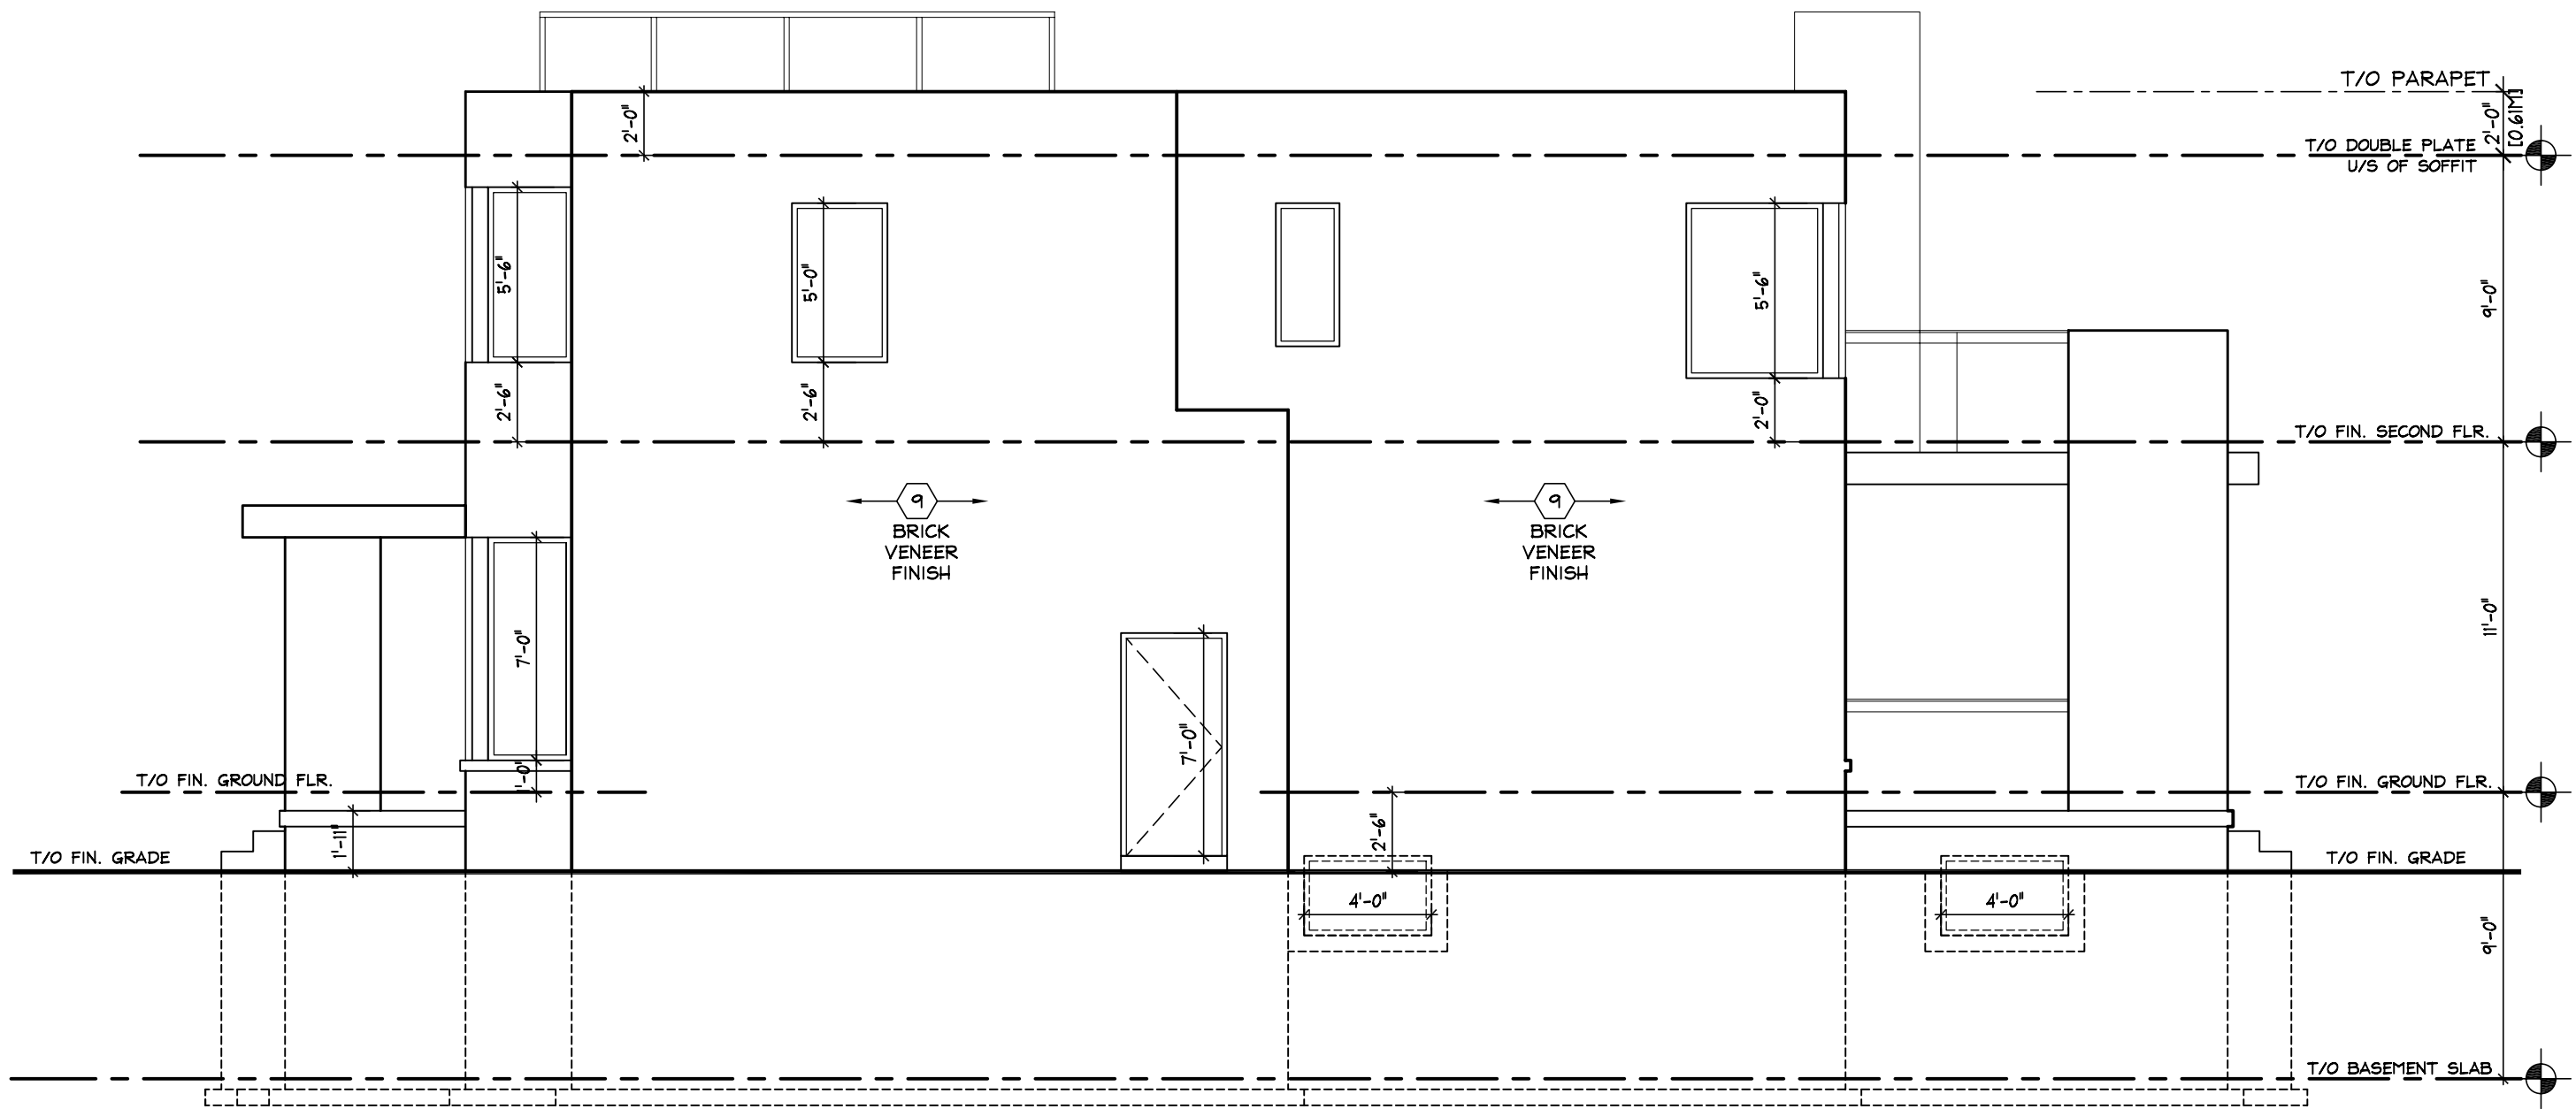 T/O PARAPET
2'-0"
[0.61M]
2'-0"
T/O DOUBLE PLATE
U/S OF SOFFIT
5'-6"
5'-0"
5'-6"
9'-0"
2'-6"
2'-6"
2'-0"
T/O FIN. SECOND FLR.
9
BRICK
VENEER
FINISH
9
BRICK
VENEER
FINISH
11'-0"
7'-0"
7'-0"
T/O FIN. GROUND FLR.
1'-0"
T/O FIN. GROUND FLR.
1'-11"
2'-6"
T/O FIN. GRADE
T/O FIN. GRADE
4'-0"
4'-0"
9'-0"
T/O BASEMENT SLAB